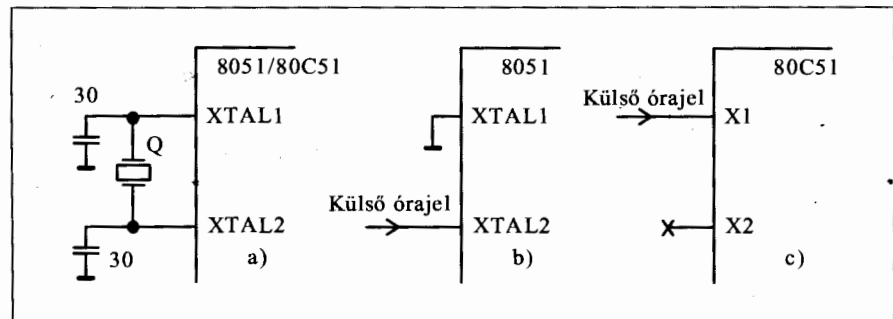 8051/80C51
30
XTAL1
Q
XTAL2
30
a)
8051
XTAL1
Külső órajel
XTAL2
b)
80C51
Külső órajel
X1
X2
c)